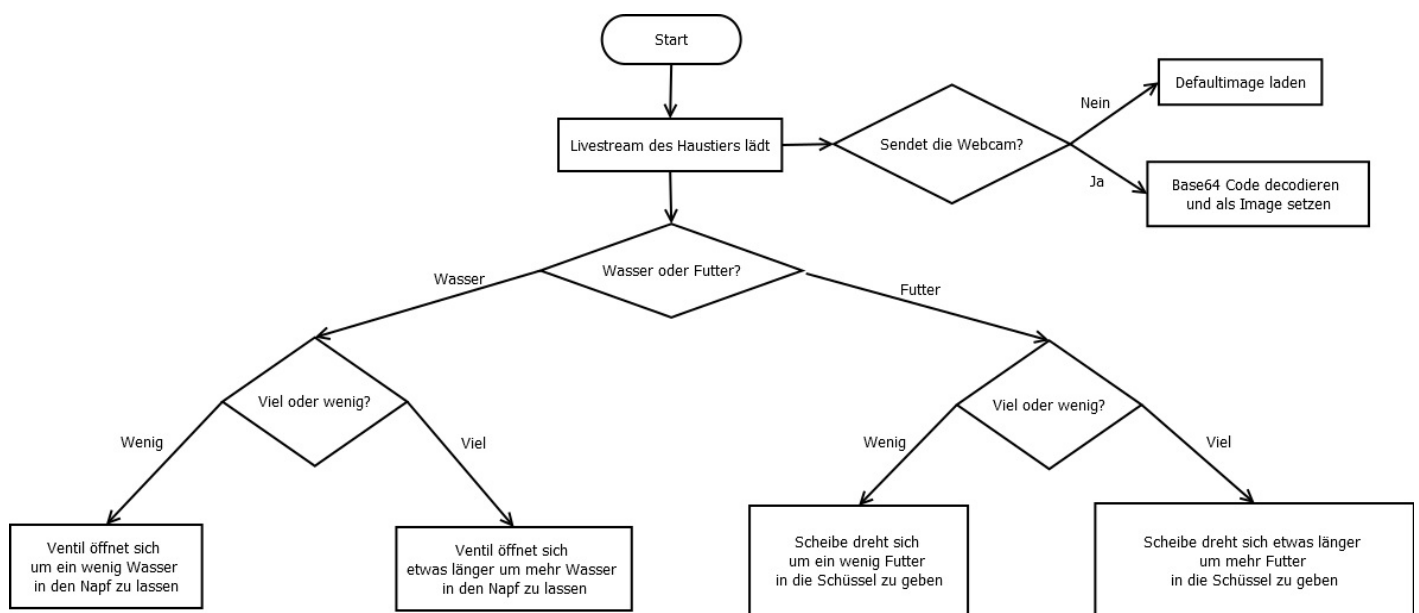 Start
Livestream des Haustiers lädt
Sendet die Webcam?
Nein
Defaultimage laden
Ja
Base64 Code decodieren
und als Image setzen
Wasser oder Futter?
Wasser
Futter
Viel oder wenig?
Wenig
Viel
Viel oder wenig?
Wenig
Viel
Ventil öffnet sich
um ein wenig Wasser
in den Napf zu lassen
Ventil öffnet sich
etwas länger um mehr Wasser
in den Napf zu lassen
Scheibe dreht sich
um ein wenig Futter
in die Schüssel zu geben
Scheibe dreht sich etwas länger
um mehr Futter
in die Schüssel zu geben